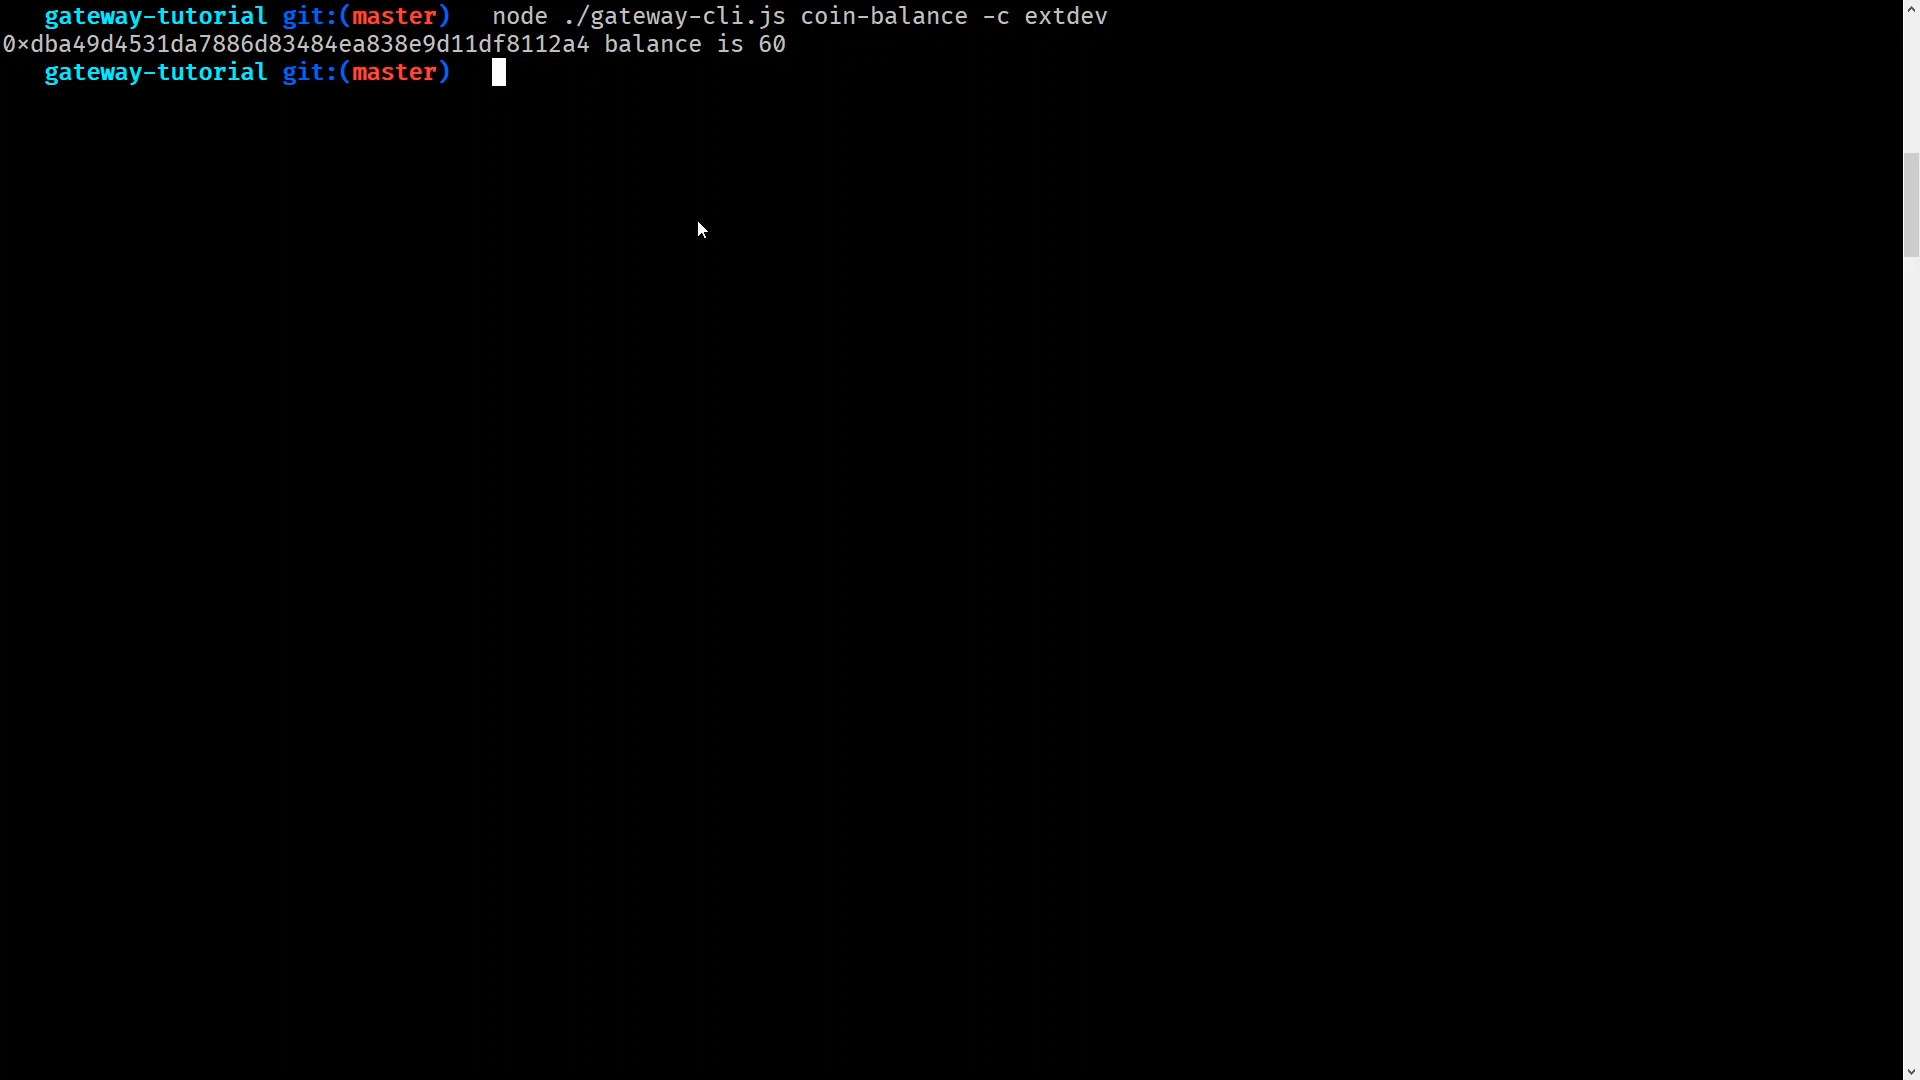 gateway-tutorial git:(master) node ./gateway-cli.js coin-balance -c extdev
0×dba49d4531da7886d83484ea838e9d11df8112a4 balance is 60
gateway-tutorial git:(master)